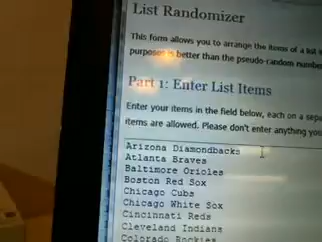 List Randomizer
This form allows you to arrange the items of a list
purposes is better than the pseudo-random numbe
Part 1: Enter List Items
Enter your items in the field below, each on a sepa
items are allowed. Please don't enter anything you
Arizona Diamondbacks
Atlanta Braves
Baltimore Orioles
Boston Red Sox
Chicago Cubs
Chicago White Sox
Cincinnati Reds
Cleveland Indians
Colorado Rockies